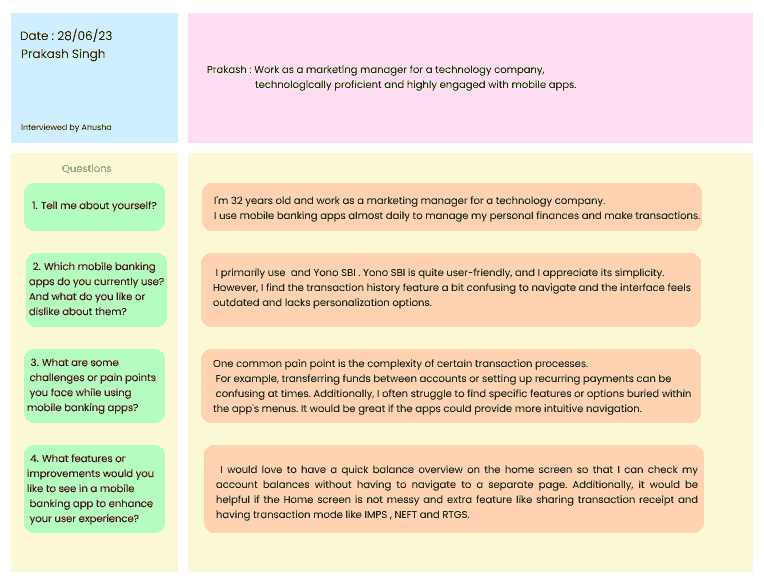 Date : 28/06/23
Prakash Singh
Interviewed by Anusha
Prakash : Work as a marketing manager for a technology company,
technologically proficient and highly engaged with mobile apps.
Questions
1. Tell me about yourself?
I'm 32 years old and work as a marketing manager for a technology company.
I use mobile banking apps almost daily to manage my personal finances and make transactions.
2. Which mobile banking
apps do you currently use?
And what do you like or
dislike about them?
I primarily use and Yono SBI . Yono SBI is quite user-friendly, and I appreciate its simplicity.
However, I find the transaction history feature a bit confusing to navigate and the interface feels
outdated and lacks personalization options.
3. What are some
challenges or pain points
you face while using
mobile banking apps?
One common pain point is the complexity of certain transaction processes.
For example, transferring funds between accounts or setting up recurring payments can be
confusing at times. Additionally, I often struggle to find specific features or options buried within
the app's menus. It would be great if the apps could provide more intuitive navigation.
4. What features or
improvements would you
like to see in a mobile
banking app to enhance
your user experience?
I would love to have a quick balance overview on the home screen so that I can check my
account balances without having to navigate to a separate page. Additionally, it would be
helpful if the Home screen is not messy and extra feature like sharing transaction receipt and
having transaction mode like IMPS , NEFT and RTGS.